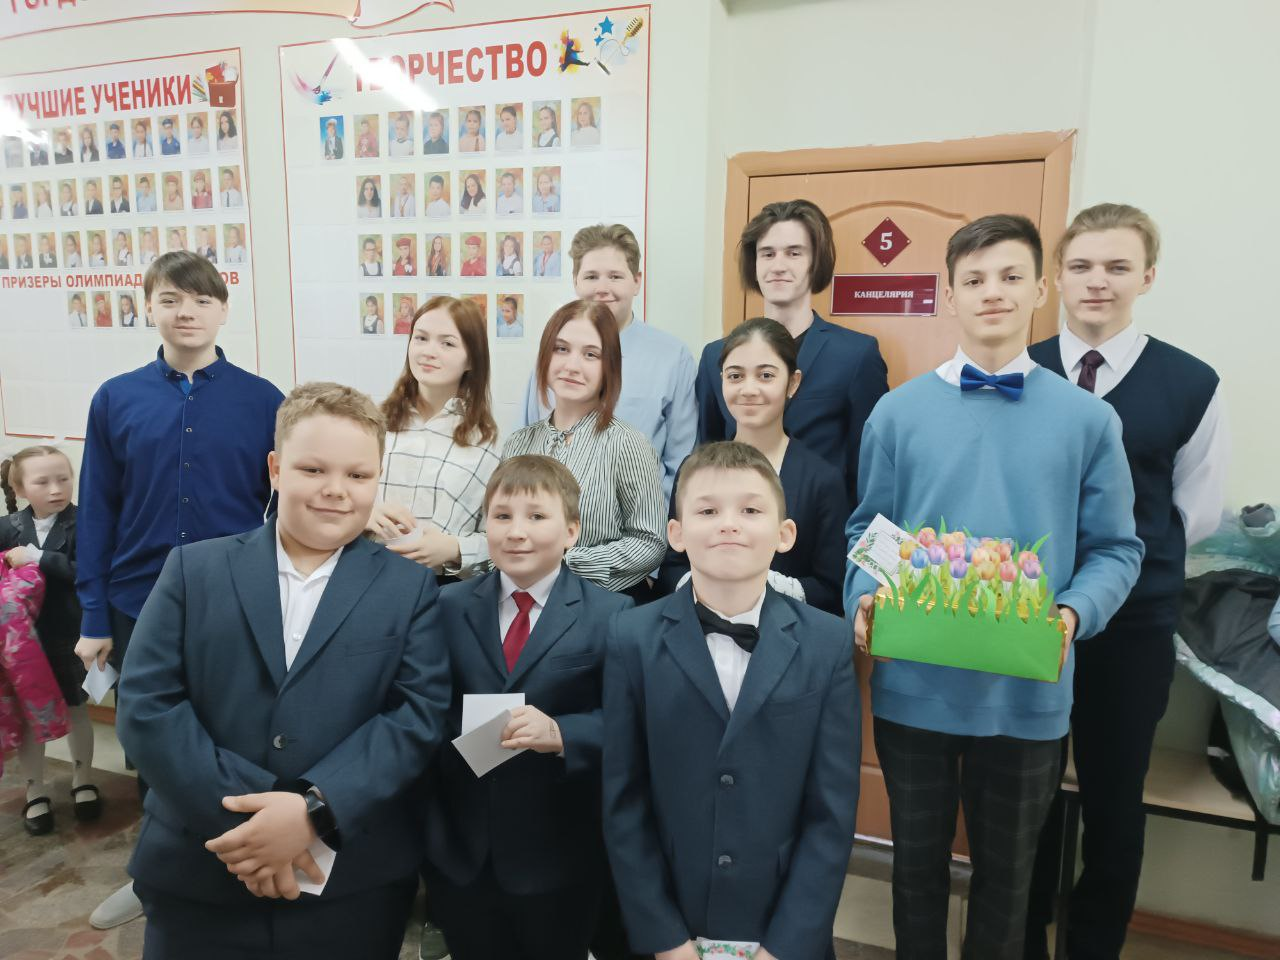 ЛУЧШИЕ УЧЕНИКИ
ПРИЗЕРЫ ОЛИМПИАД
ТВОРЧЕСТВО
5
КАНЦЕЛЯРИЯ